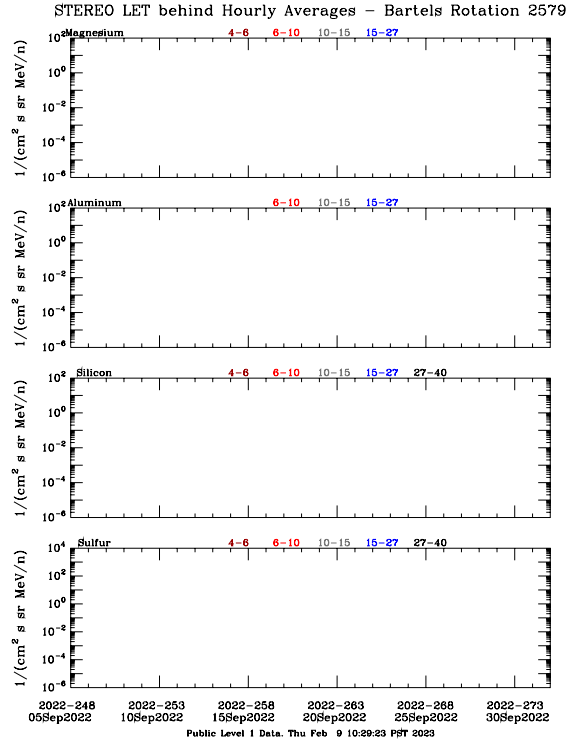 STEREO LET behind Hourly Averages - Bartels Rotation 2579
Magnesium 4-6 6-10 10-15 15-27
10^2
10^0
10^-2
10^-4
10^-6
1/(cm^2 s sr MeV/n)
Aluminum 6-10 10-15 15-27
10^2
10^0
10^-2
10^-4
10^-6
1/(cm^2 s sr MeV/n)
Silicon 4-6 6-10 10-15 15-27 27-40
10^2
10^0
10^-2
10^-4
10^-6
1/(cm^2 s sr MeV/n)
Sulfur 4-6 6-10 10-15 15-27 27-40
10^4
10^2
10^0
10^-2
10^-4
10^-6
1/(cm^2 s sr MeV/n)
2022-248 2022-253 2022-258 2022-263 2022-268 2022-273
05Sep2022 10Sep2022 15Sep2022 20Sep2022 25Sep2022 30Sep2022
Public Level 1 Data. Thu Feb 9 10:29:23 PST 2023